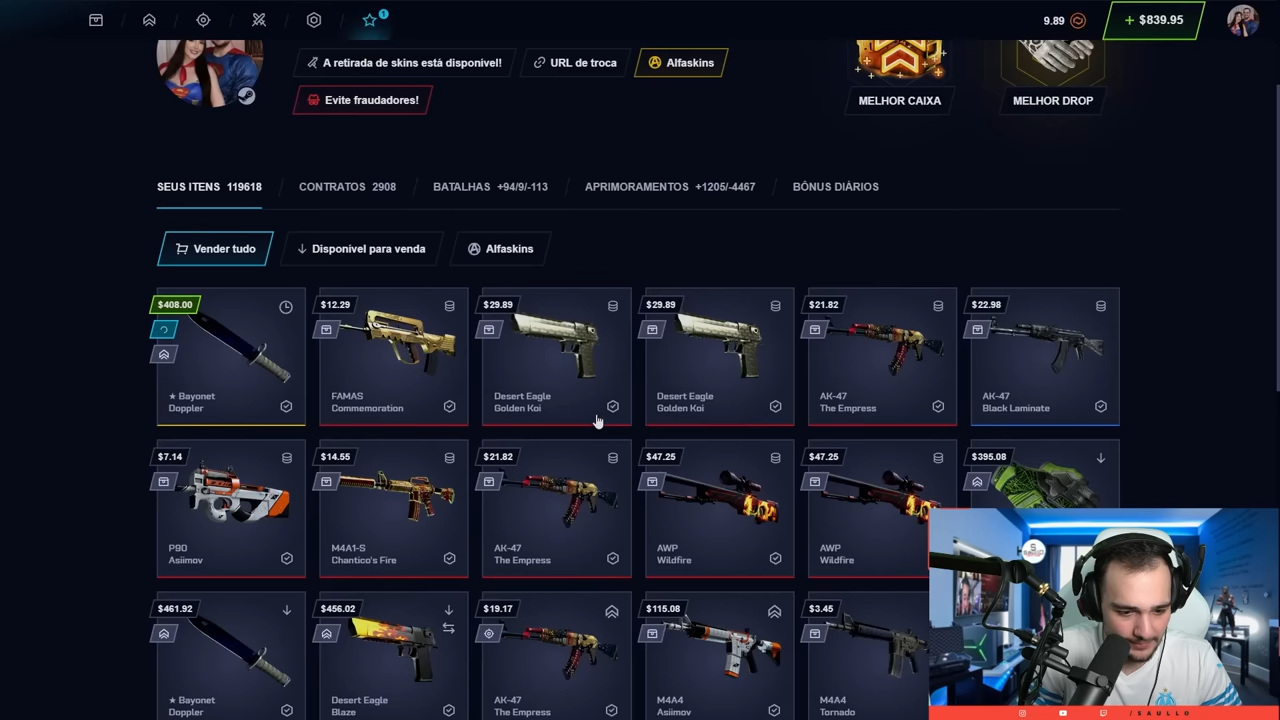 9.89
+ $839.95
A retirada de skins está disponivel!
URL de troca
Alfaskins
Evite fraudadores!
MELHOR CAIXA
MELHOR DROP
SEUS ITENS 119618
CONTRATOS 2908
BATALHAS +94/9/-113
APRIMORAMENTOS +1205/-4467
BÔNUS DIÁRIOS
Vender tudo
Disponivel para venda
Alfaskins
$408.00
★ Bayonet
Doppler
$12.29
FAMAS
Commemoration
$29.89
Desert Eagle
Golden Koi
$29.89
Desert Eagle
Golden Koi
$21.82
AK-47
The Empress
$22.98
AK-47
Black Laminate
$7.14
P90
Asiimov
$14.55
M4A1-S
Chantico's Fire
$21.82
AK-47
The Empress
$47.25
AWP
Wildfire
$47.25
AWP
Wildfire
$395.08
$461.92
★ Bayonet
Doppler
$456.02
Desert Eagle
Blaze
$19.17
AK-47
The Empress
$115.08
M4A4
Asiimov
$3.45
M4A4
Tornado
/SAULLO